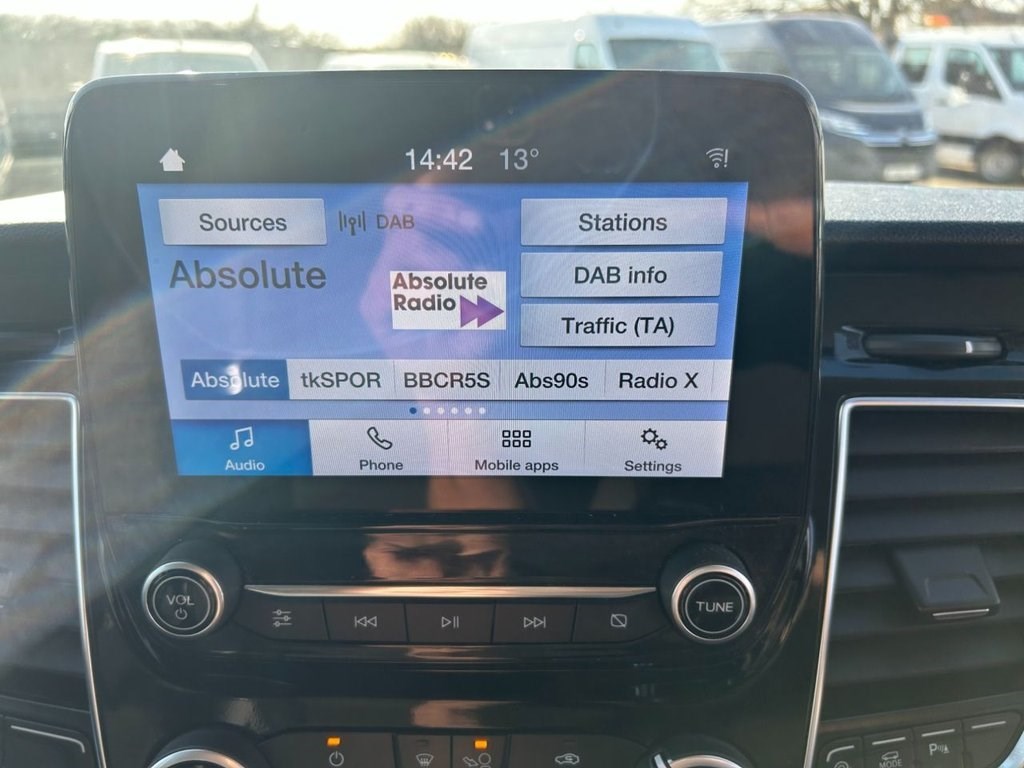 14:42 13°
Sources DAB Stations
Absolute
Absolute
Radio
DAB info
Traffic (TA)
Absolute tkSPOR BBCR5S Abs90s Radio X
Audio Phone Mobile apps Settings
VOL TUNE
MODE P